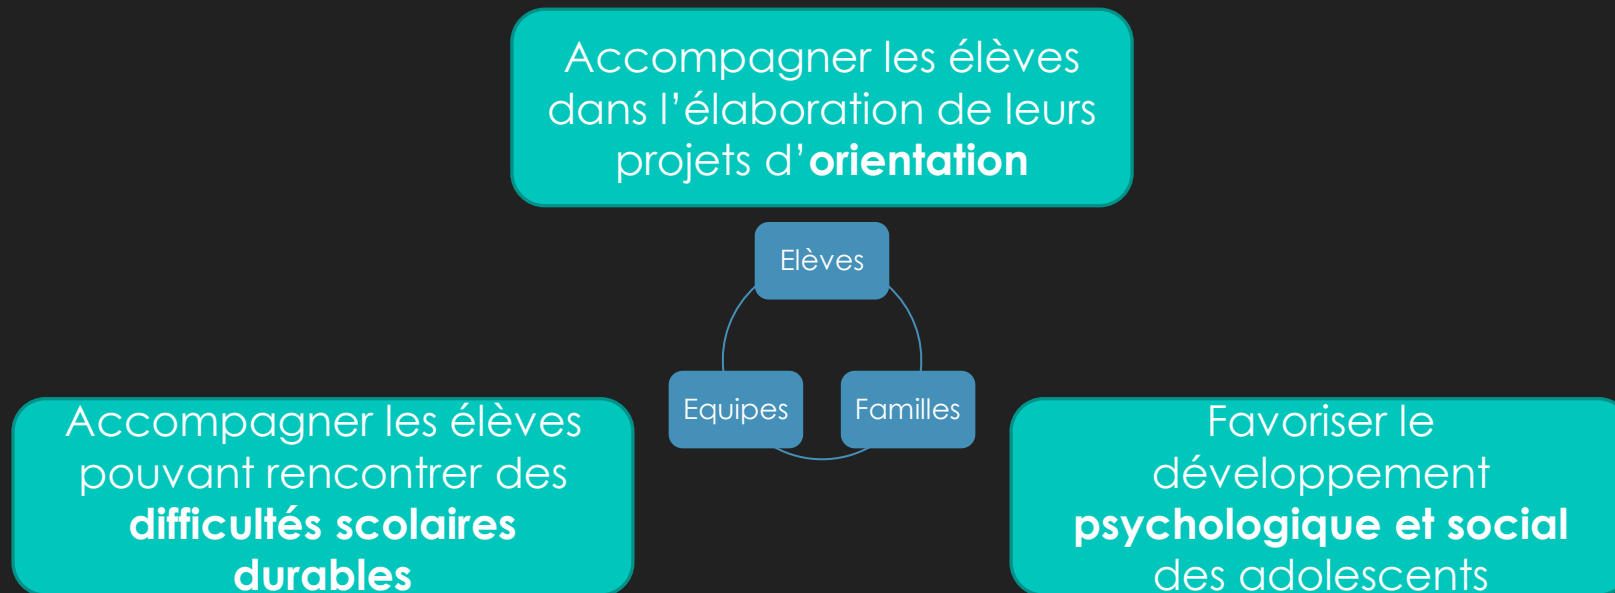 Accompagner les élèves
dans l’élaboration de leurs
projets d’orientation
Elèves
Equipes
Familles
Accompagner les élèves
pouvant rencontrer des
difficultés scolaires
durables
Favoriser le
développement
psychologique et social
des adolescents